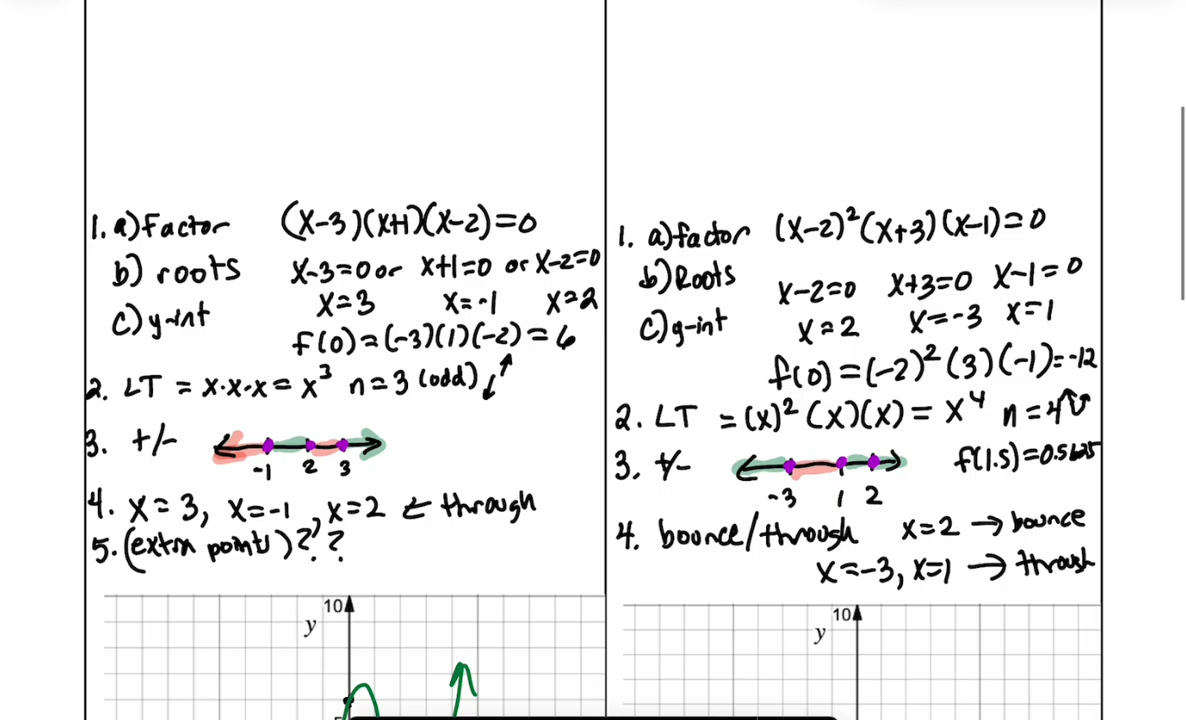 1. a) Factor (x-3)(x+1)(x-2)=0
b) roots x-3=0 or x+1=0 or x-2=0
x=3 x=-1 x=2
c) y-int
f(0)=(-3)(1)(-2)=6
2. LT = x·x·x = x³ n=3 (odd)
3. +/-
-1 2 3
4. x=3, x=-1, x=2 ← through
5. (extra points)??
10
y
1. a) factor (x-2)²(x+3)(x-1)=0
b) Roots x-2=0 x+3=0 x-1=0
c) y-int x=2 x=-3 x=1
f(0)=(-2)²(3)(-1)=-12
2. LT = (x)²(x)(x) = x⁴ n=4
3. +/- f(1.5)=0.5625
-3 1 2
4. bounce/through x=2 → bounce
x=-3, x=1 → through
10
y